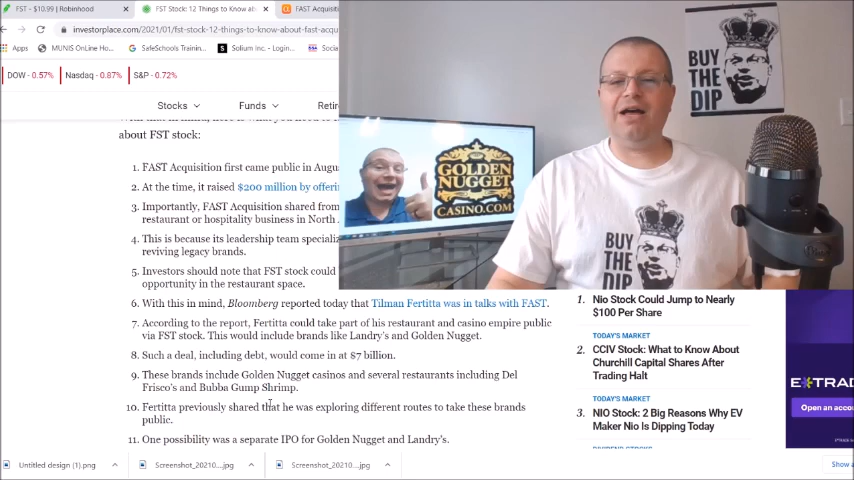 FST - $10.99 | Robinhood
FST Stock: 12 Things to Know ab
FAST Acquisiti
investorplace.com/2021/01/fst-stock-12-things-to-know-about-fast-acqu
Apps
MUNIS OnLine Ho...
SafeSchools Training...
Solium Inc. - Login...
DOW - 0.57%
Nasdaq - 0.87%
S&P - 0.72%
Stocks
Funds
about FST stock:
1. FAST Acquisition first came public in Augu
2. At the time, it raised $200 million by offeri
3. Importantly, FAST Acquisition shared from
restaurant or hospitality business in North
4. This is because its leadership team speciali
reviving legacy brands.
5. Investors should note that FST stock could
opportunity in the restaurant space.
6. With this in mind, Bloomberg reported today that Tilman Fertitta was in talks with FAST.
7. According to the report, Fertitta could take part of his restaurant and casino empire public
via FST stock. This would include brands like Landry's and Golden Nugget.
8. Such a deal, including debt, would come in at $7 billion.
9. These brands include Golden Nugget casinos and several restaurants including Del
Frisco's and Bubba Gump Shrimp.
10. Fertitta previously shared that he was exploring different routes to take these brands
public.
11. One possibility was a separate IPO for Golden Nugget and Landry's.
GOLDEN
NUGGET
CASINO.COM
BUY
THE
DIP
BUY
THE
DIP
1. Nio Stock Could Jump to Nearly
$100 Per Share
TODAY'S MARKET
2. CCIV Stock: What to Know About
Churchill Capital Shares After
Trading Halt
TODAY'S MARKET
3. NIO Stock: 2 Big Reasons Why EV
Maker Nio Is Dipping Today
E*TRAD
Open an acco
Untitled design (1).png
Screenshot_20210....jpg
Screenshot_20210....jpg
Show a